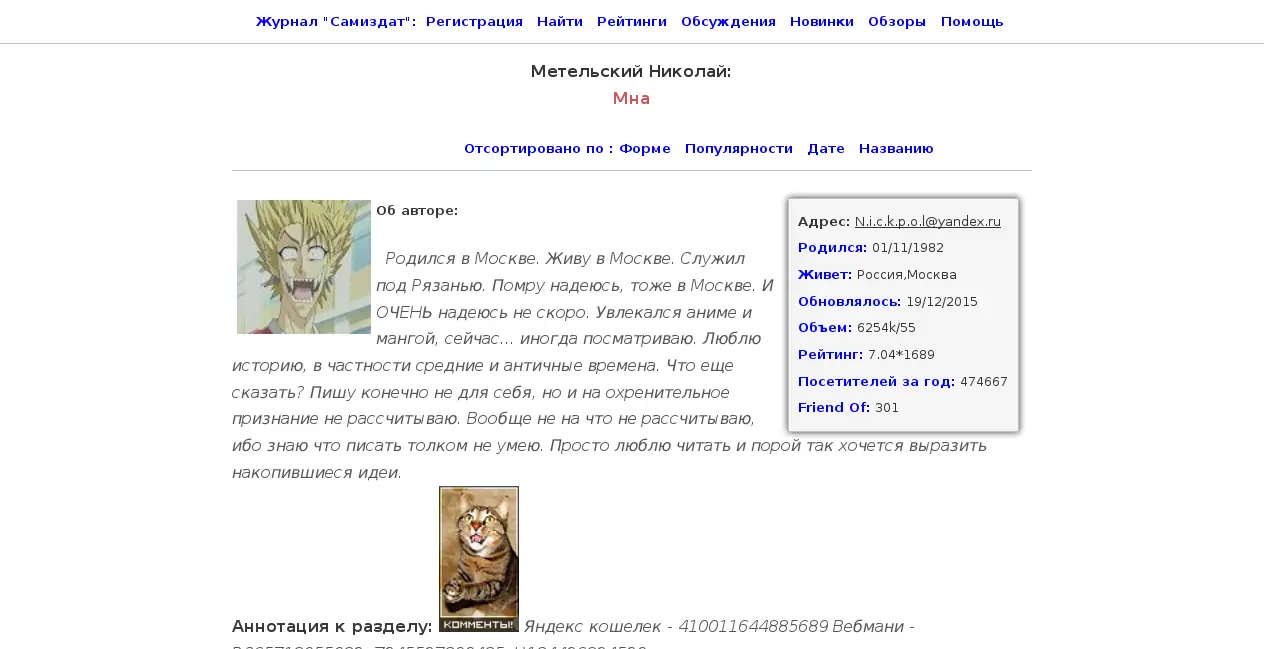 Журнал "Самиздат": Регистрация Найти Рейтинги Обсуждения Новинки Обзоры Помощь
Метельский Николай:
Мна
Отсортировано по : Форме Популярности Дате Названию
Об авторе:
Родился в Москве. Живу в Москве. Служил
под Рязанью. Помру надеюсь, тоже в Москве. И
ОЧЕНЬ надеюсь не скоро. Увлекался аниме и
мангой, сейчас... иногда посматриваю. Люблю
историю, в частности средние и античные времена. Что еще
сказать? Пишу конечно не для себя, но и на охренительное
признание не рассчитываю. Вообще не на что не рассчитываю,
ибо знаю что писать толком не умею. Просто люблю читать и порой так хочется выразить
накопившиеся идеи.
Адрес: N.i.c.k.p.o.l@yandex.ru
Родился: 01/11/1982
Живет: Россия,Москва
Обновлялось: 19/12/2015
Объем: 6254k/55
Рейтинг: 7.04*1689
Посетителей за год: 474667
Friend Of: 301
КОММЕНТЫ!
Аннотация к разделу: Яндекс кошелек - 410011644885689 Вебмани -